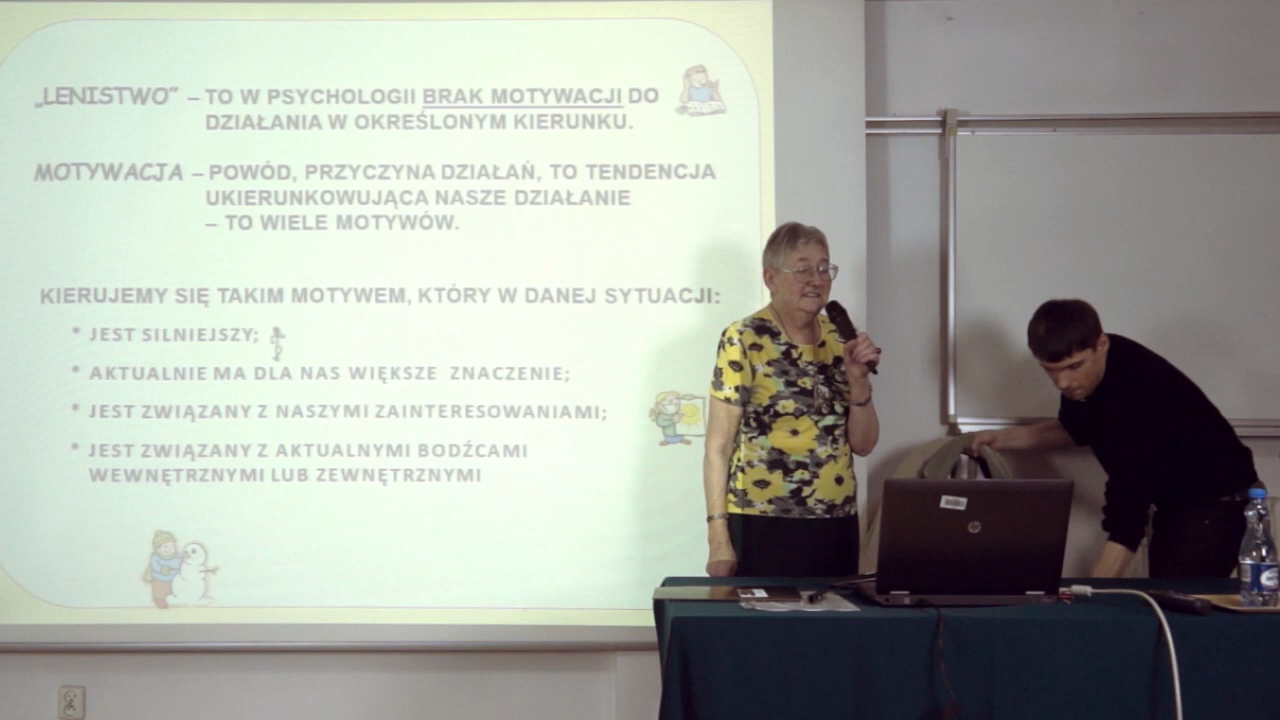 „LENISTWO” – TO W PSYCHOLOGII BRAK MOTYWACJI DO
DZIAŁANIA W OKREŚLONYM KIERUNKU.
MOTYWACJA – POWÓD, PRZYCZYNA DZIAŁAŃ, TO TENDENCJA
UKIERUNKOWUJĄCA NASZE DZIAŁANIE
– TO WIELE MOTYWÓW.
KIERUJEMY SIĘ TAKIM MOTYWEM, KTÓRY W DANEJ SYTUACJI:
* JEST SILNIEJSZY;
* AKTUALNIE MA DLA NAS WIĘKSZE ZNACZENIE;
* JEST ZWIĄZANY Z NASZYMI ZAINTERESOWANIAMI;
* JEST ZWIĄZANY Z AKTUALNYMI BODŹCAMI
WEWNĘTRZNYMI LUB ZEWNĘTRZNYMI
hp